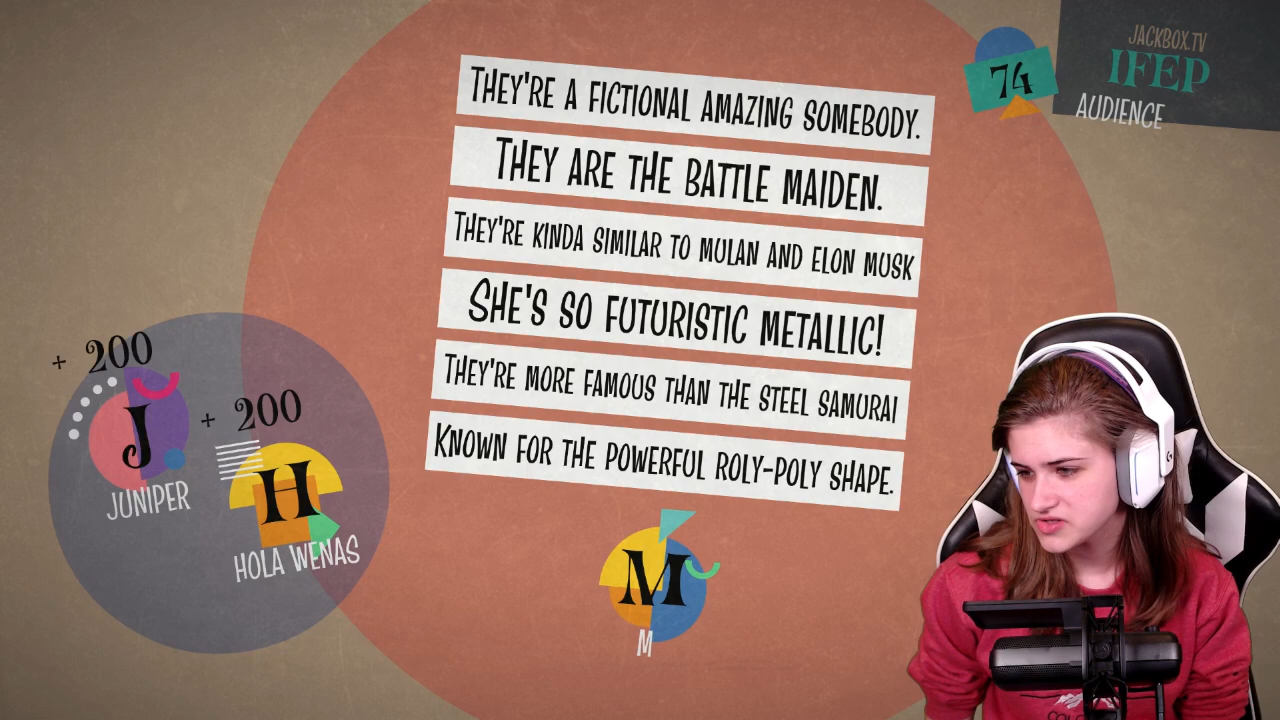 JACKBOX.TV
IFEP
74
AUDIENCE
THEY'RE A FICTIONAL AMAZING SOMEBODY.
THEY ARE THE BATTLE MAIDEN.
THEY'RE KINDA SIMILAR TO MULAN AND ELON MUSK
SHE'S SO FUTURISTIC METALLIC!
THEY'RE MORE FAMOUS THAN THE STEEL SAMURAI
KNOWN FOR THE POWERFUL ROLY-POLY SHAPE.
+ 200
J
JUNIPER
+ 200
H
HOLA WENAS
M
M